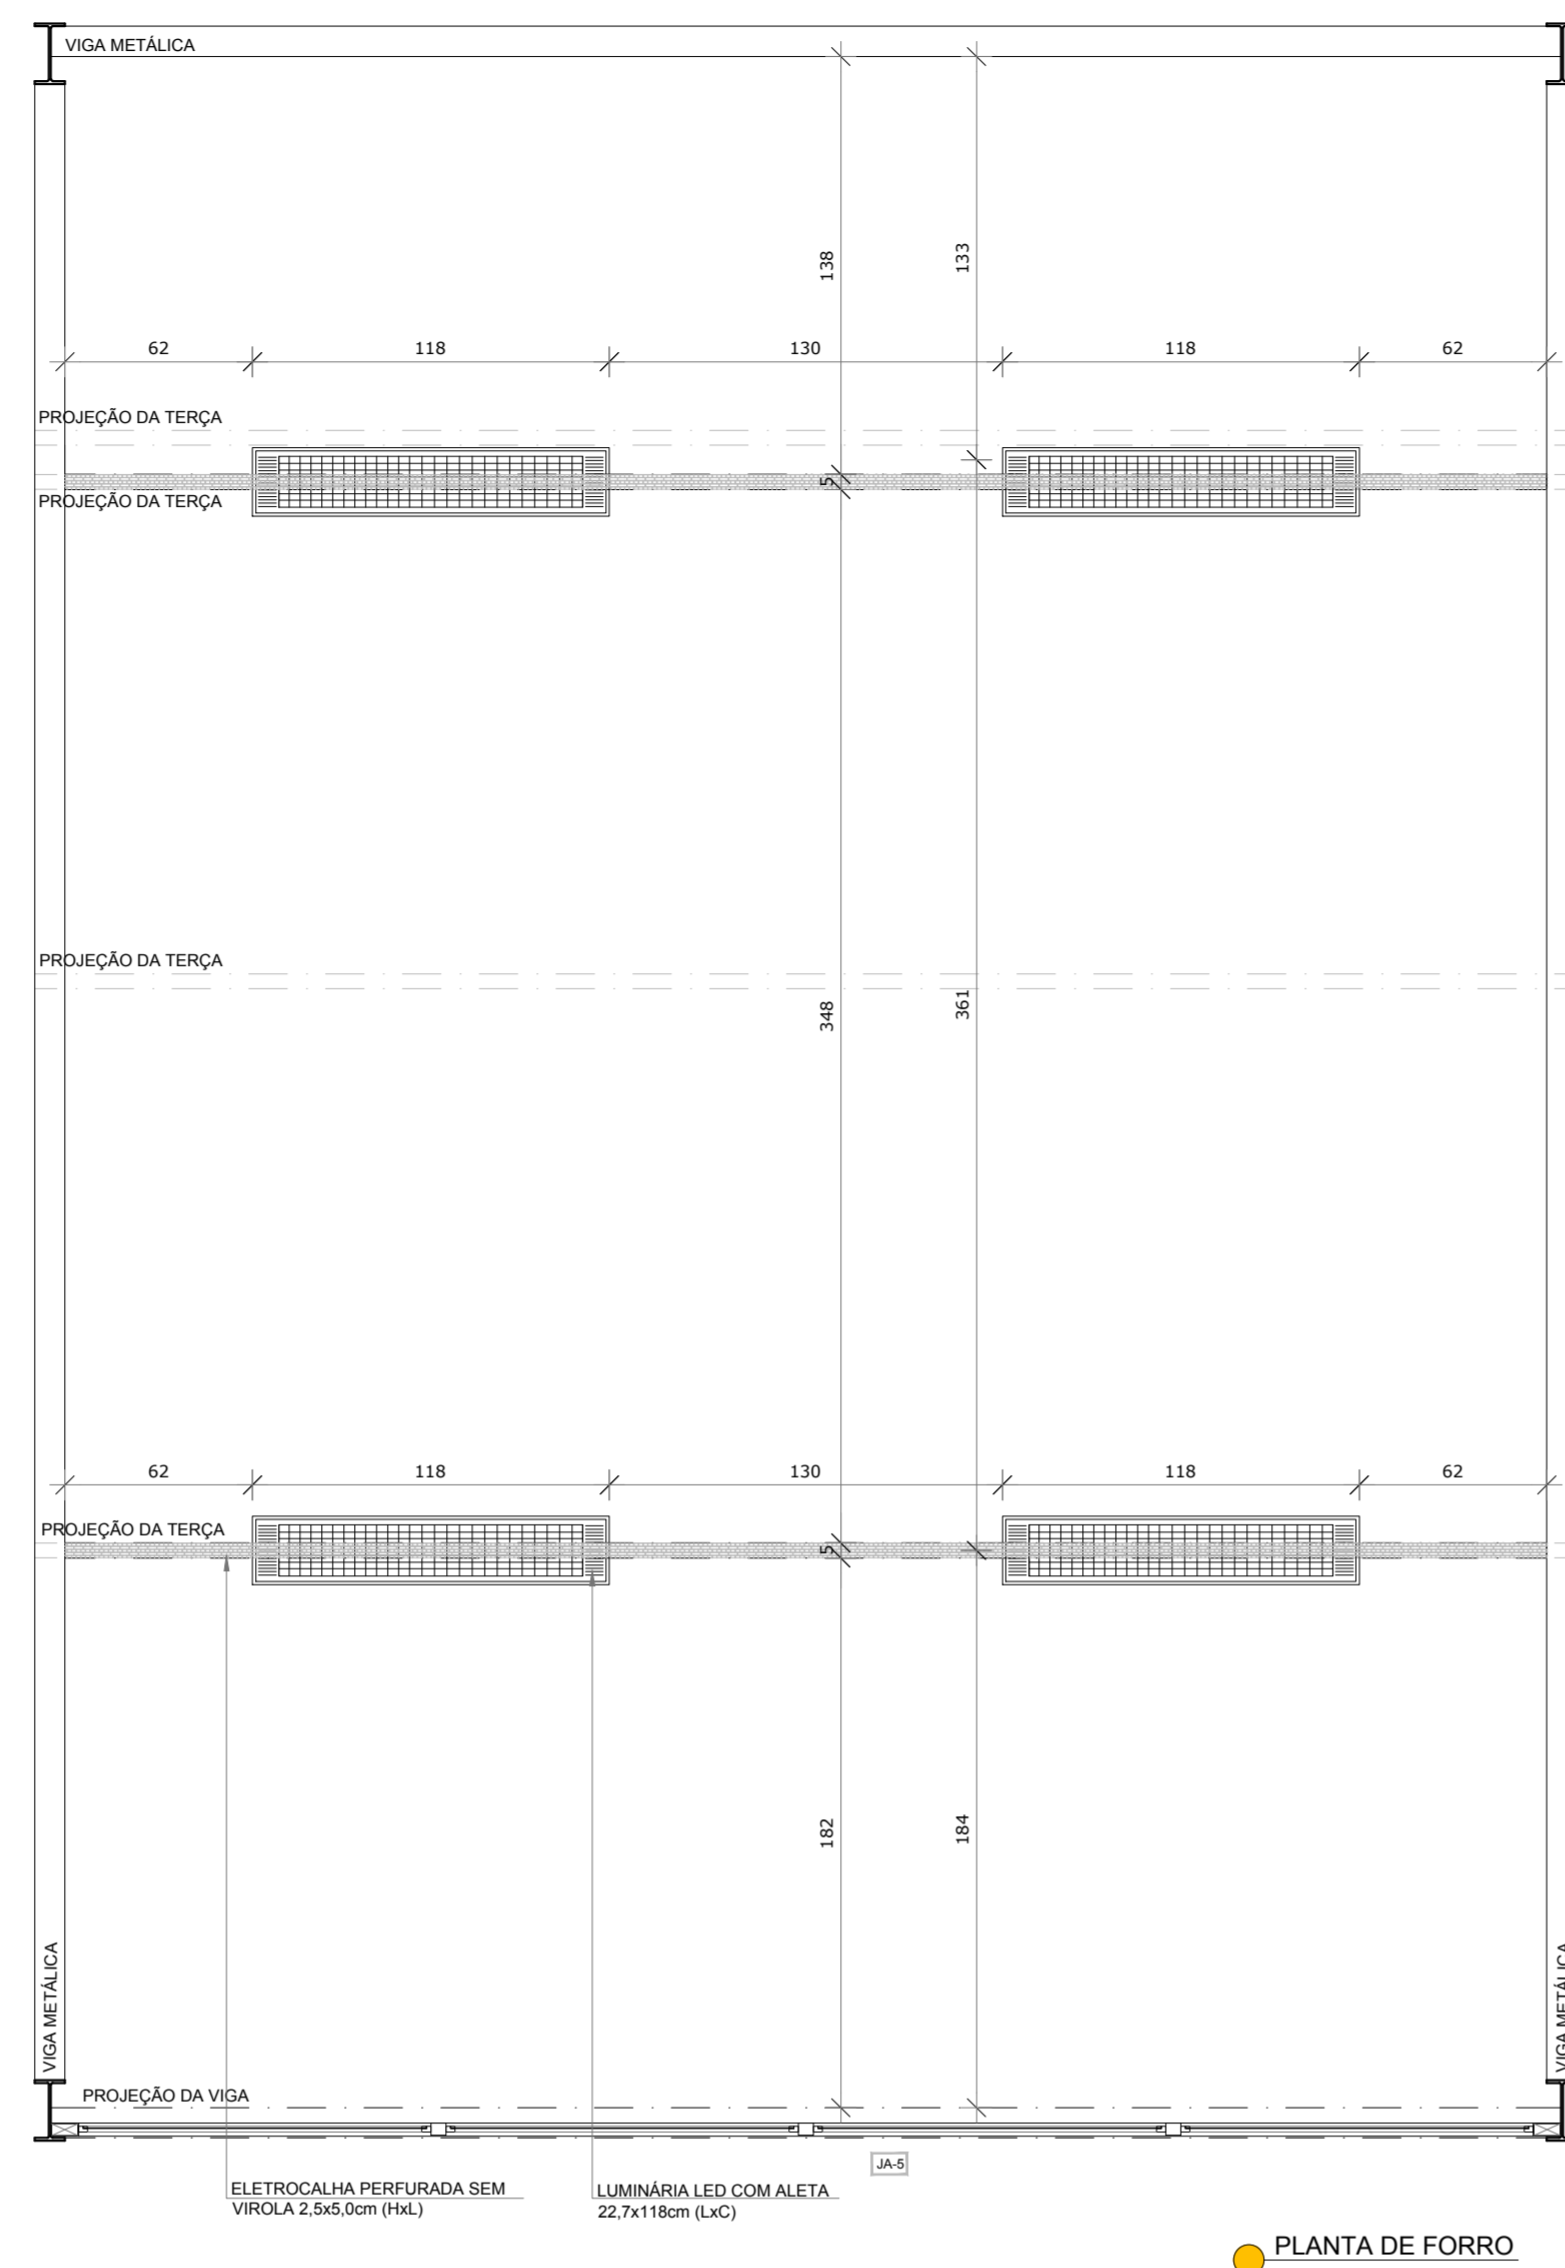 VIGA METÁLICA
138
133
62
118
130
118
62
PROJEÇÃO DA TERÇA
5
PROJEÇÃO DA TERÇA
PROJEÇÃO DA TERÇA
348
361
62
118
130
118
62
PROJEÇÃO DA TERÇA
5
182
184
VIGA METÁLICA
VIGA METÁLICA
PROJEÇÃO DA VIGA
JA-5
ELETROCALHA PERFURADA SEM
VIROLA 2,5x5,0cm (HxL)
LUMINÁRIA LED COM ALETA
22,7x118cm (LxC)
PLANTA DE FORRO